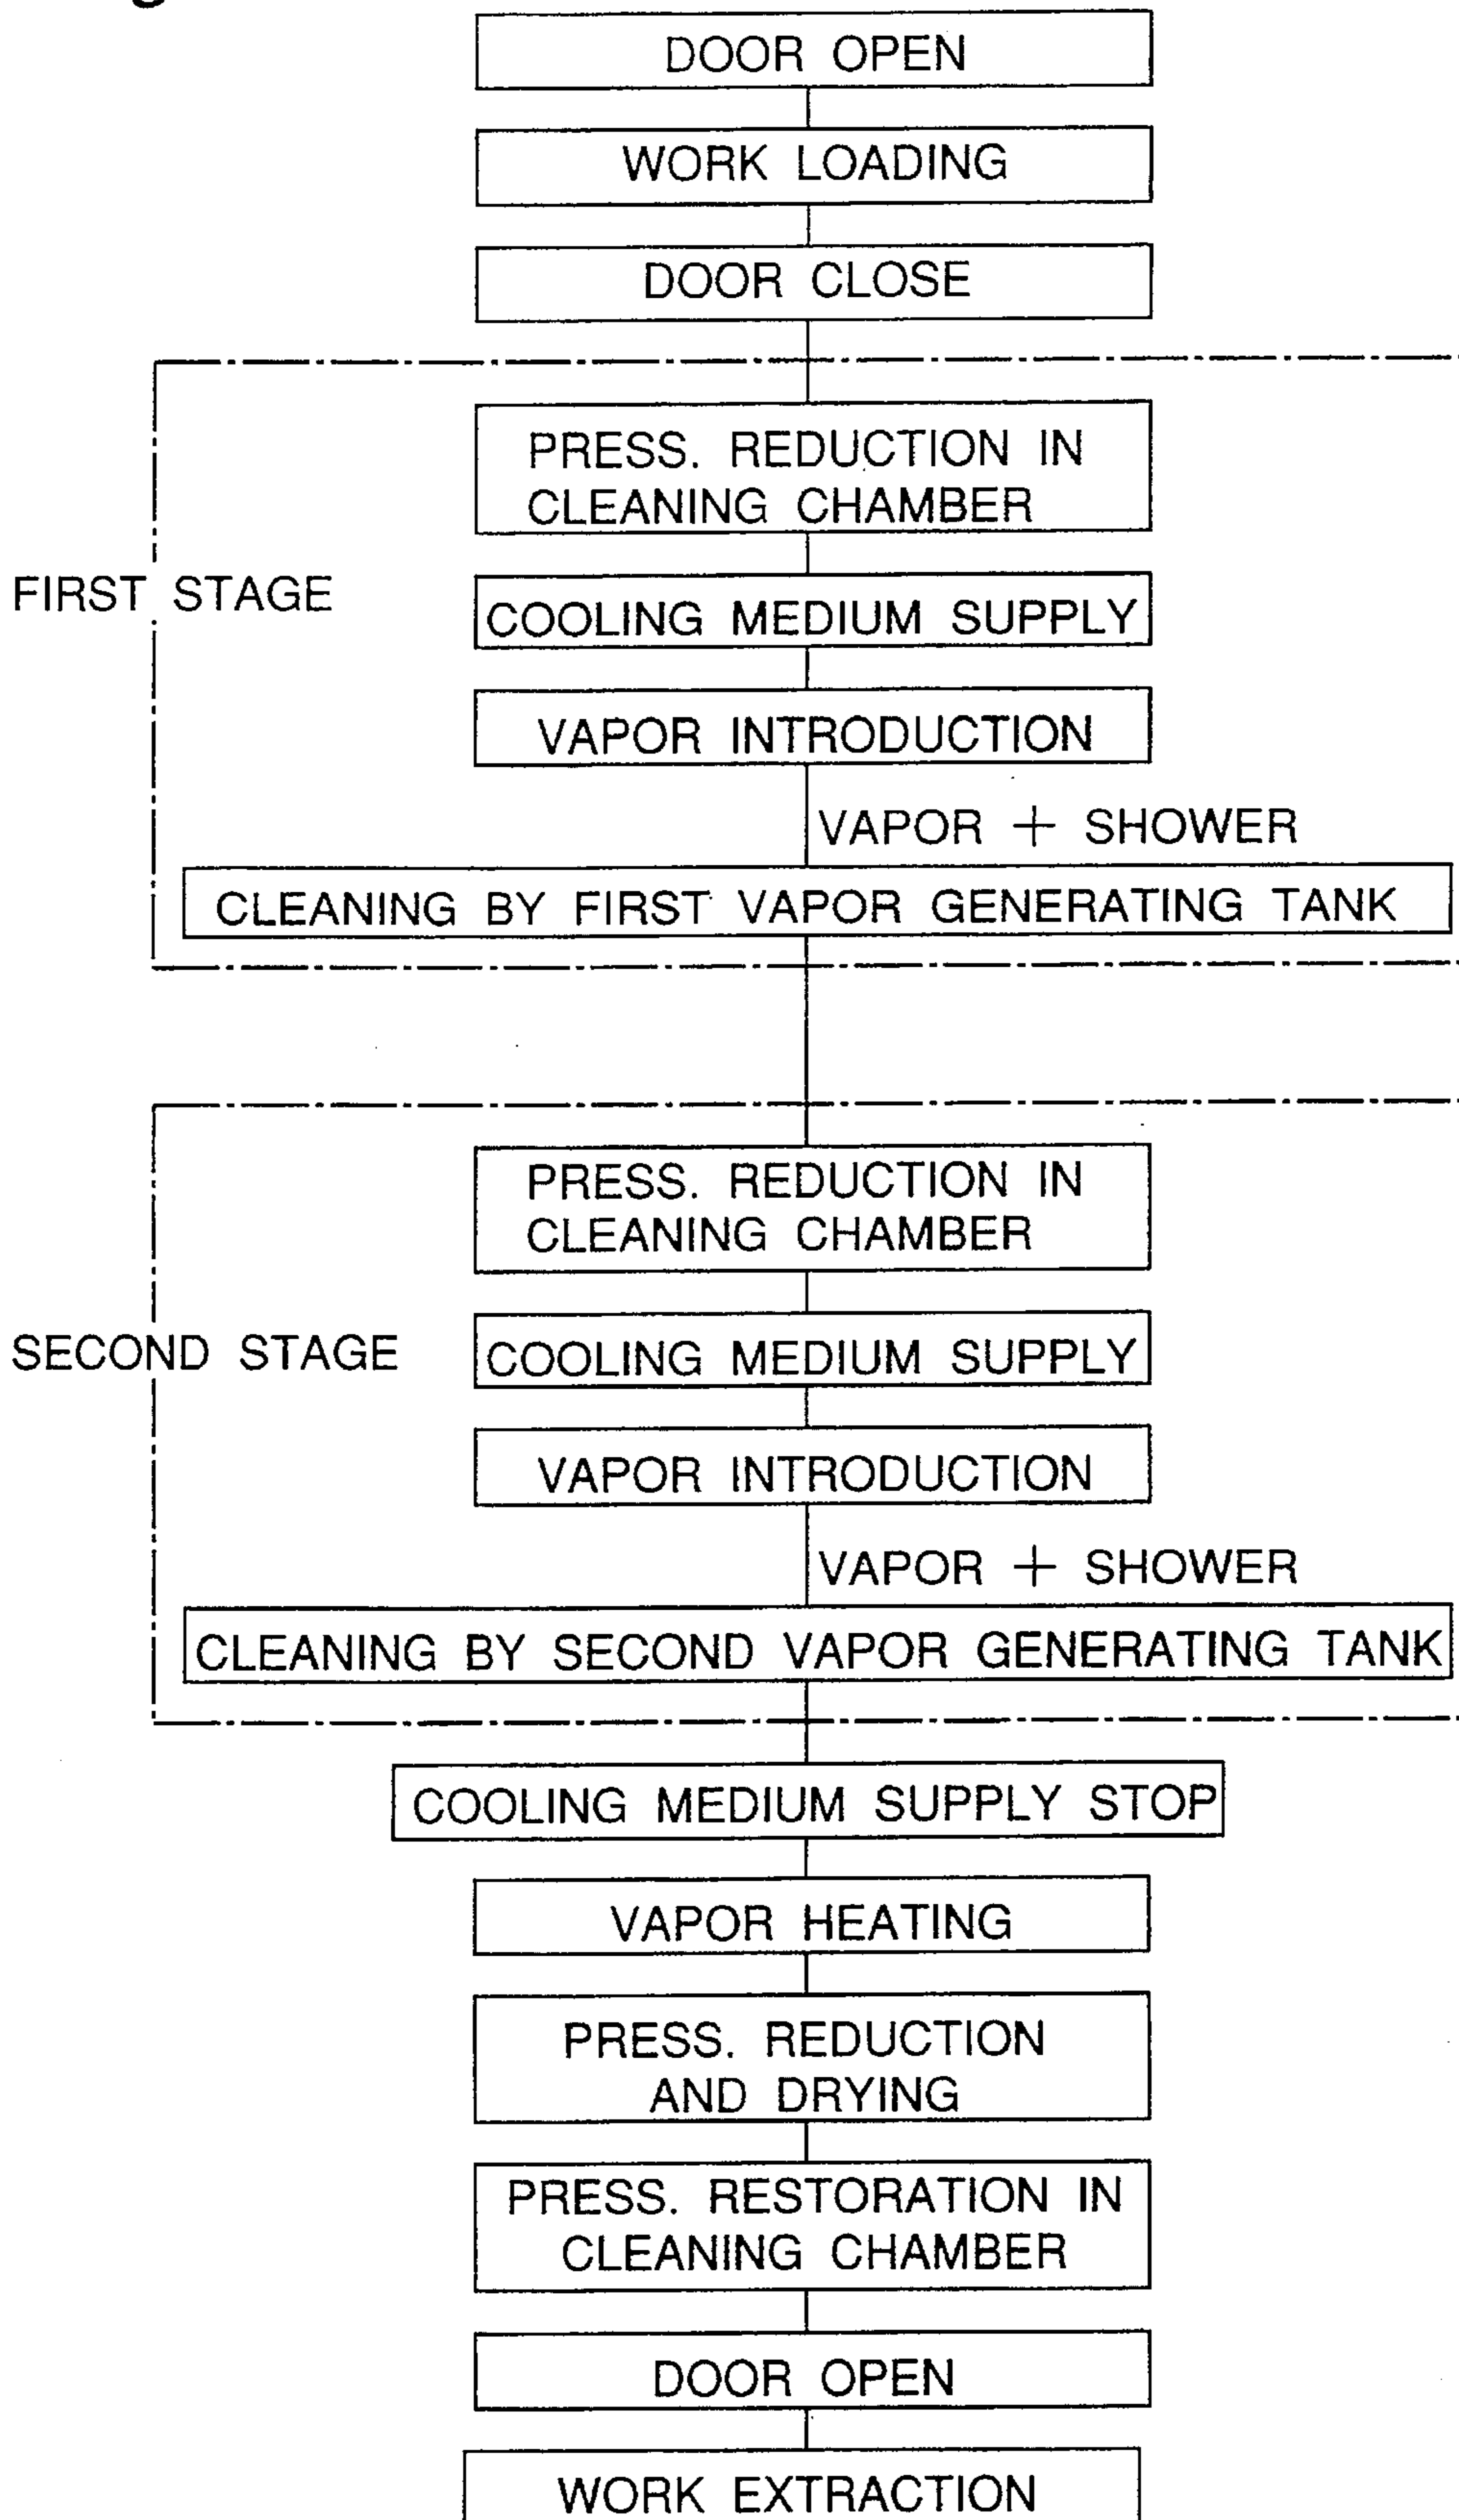 DOOR OPEN
WORK LOADING
DOOR CLOSE
PRESS. REDUCTION IN
CLEANING CHAMBER
FIRST STAGE
COOLING MEDIUM SUPPLY
VAPOR INTRODUCTION
VAPOR + SHOWER
CLEANING BY FIRST VAPOR GENERATING TANK
PRESS. REDUCTION IN
CLEANING CHAMBER
SECOND STAGE
COOLING MEDIUM SUPPLY
VAPOR INTRODUCTION
VAPOR + SHOWER
CLEANING BY SECOND VAPOR GENERATING TANK
COOLING MEDIUM SUPPLY STOP
VAPOR HEATING
PRESS. REDUCTION
AND DRYING
PRESS. RESTORATION IN
CLEANING CHAMBER
DOOR OPEN
WORK EXTRACTION